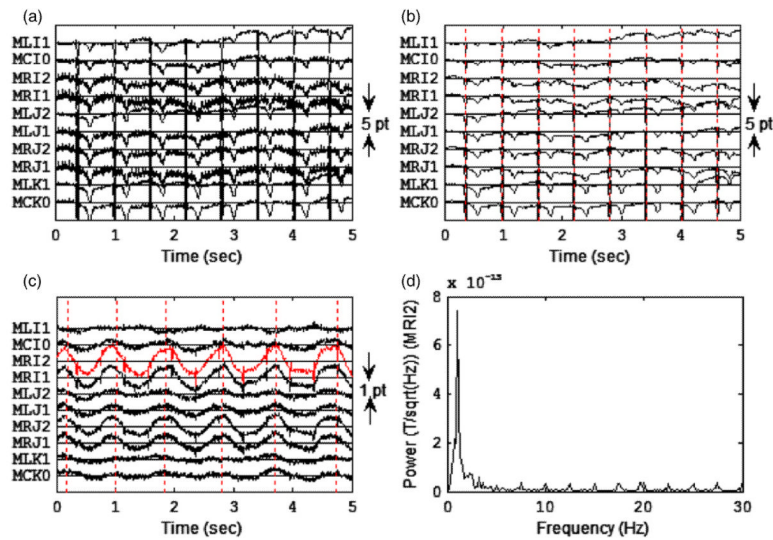 (a)
MLI1
MCI0
MRI2
MRI1
MLJ2
MLJ1
MRJ2
MRJ1
MLK1
MCK0
5 pt
0 1 2 3 4 5
Time (sec)
(b)
MLI1
MCI0
MRI2
MRI1
MLJ2
MLJ1
MRJ2
MRJ1
MLK1
MCK0
5 pt
0 1 2 3 4 5
Time (sec)
(c)
MLI1
MCI0
MRI2
MRI1
MLJ2
MLJ1
MRJ2
MRJ1
MLK1
MCK0
1 pt
0 1 2 3 4 5
Time (sec)
(d)
x 10⁻¹³
Power (T/sqrt(Hz)) (MRI2)
8
6
4
2
0
0 10 20 30
Frequency (Hz)